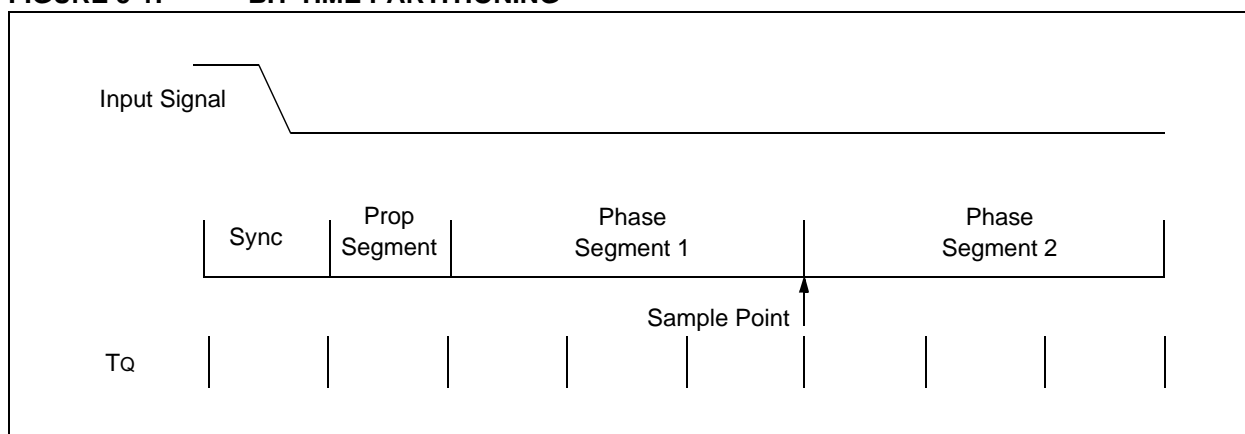 Input Signal
Sync
Prop
Segment
Phase
Segment 1
Phase
Segment 2
Sample Point
TQ